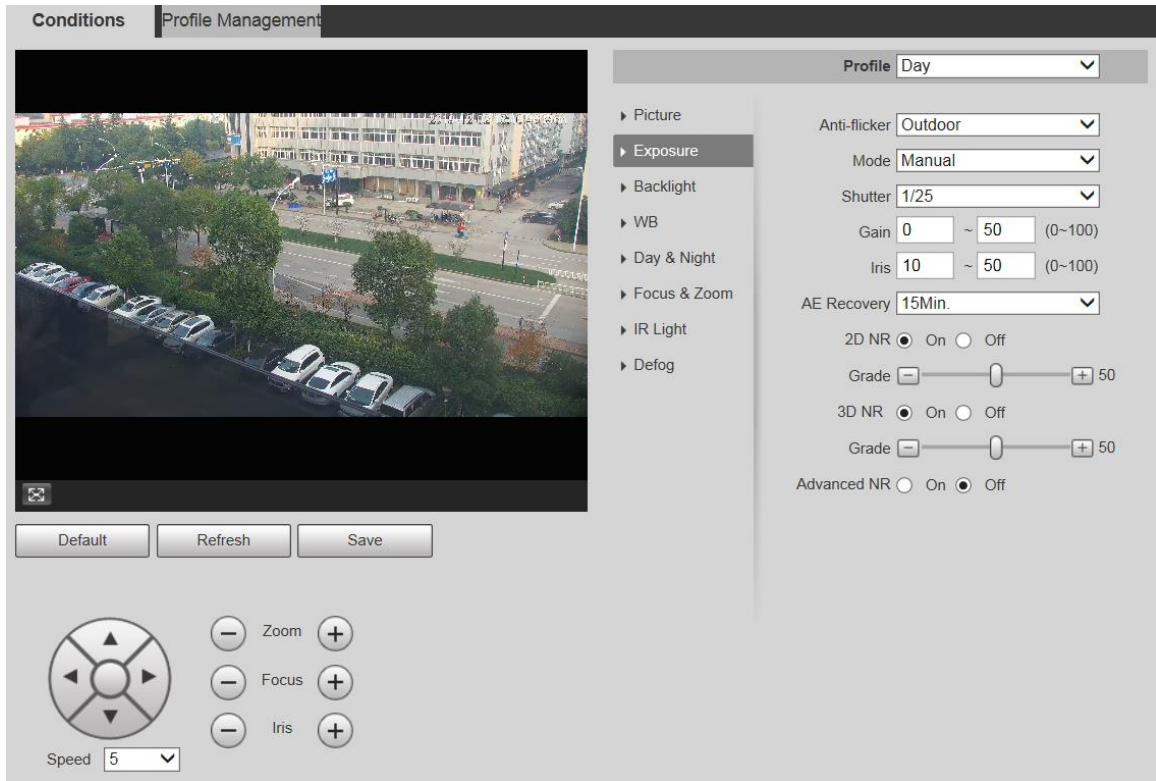 Conditions
Profile Management
Profile Day
Picture
Exposure
Backlight
WB
Day & Night
Focus & Zoom
IR Light
Defog
Anti-flicker Outdoor
Mode Manual
Shutter 1/25
Gain 0 ~ 50 (0~100)
Iris 10 ~ 50 (0~100)
AE Recovery 15Min.
2D NR On Off
Grade 50
3D NR On Off
Grade 50
Advanced NR On Off
Default
Refresh
Save
Zoom
Focus
Iris
Speed 5